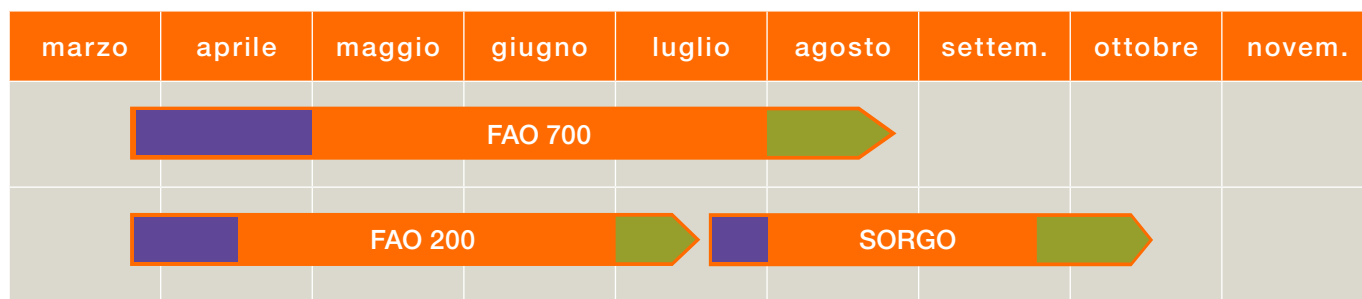 marzo aprile maggio giugno luglio agosto settem. ottobre novem.
FAO 700
FAO 200 SORGO